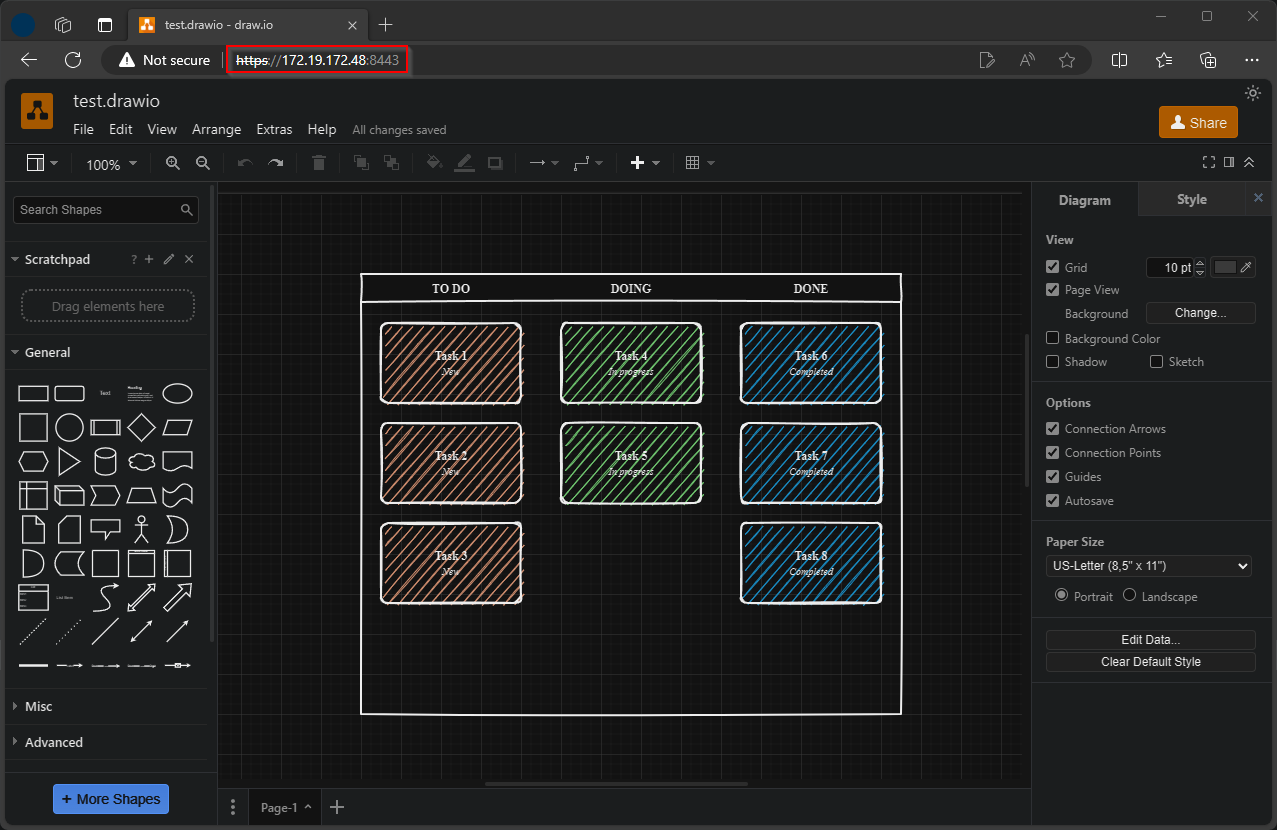 test.drawio - draw.io
Not secure
https://172.19.172.48:8443
test.drawio
File Edit View Arrange Extras Help All changes saved
Share
100%
Search Shapes
Scratchpad
?
Drag elements here
General
Text
Heading
List
List Item
Misc
Advanced
+ More Shapes
TO DO DOING DONE
Task 1
New
Task 4
In progress
Task 6
Completed
Task 2
New
Task 5
In progress
Task 7
Completed
Task 3
New
Task 8
Completed
Page-1
Diagram Style
View
Grid 10 pt
Page View
Background Change...
Background Color
Shadow Sketch
Options
Connection Arrows
Connection Points
Guides
Autosave
Paper Size
US-Letter (8,5" x 11")
Portrait Landscape
Edit Data...
Clear Default Style